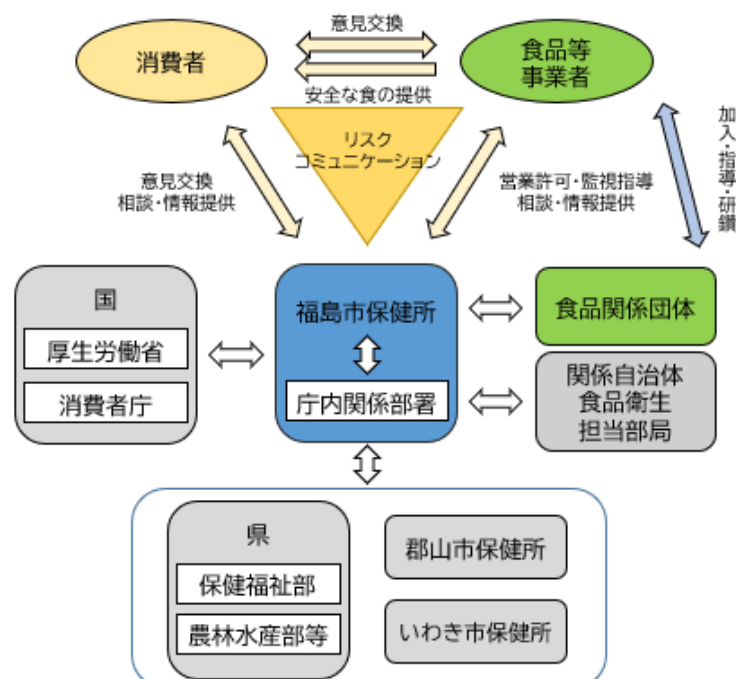 意見交換
消費者
食品等
事業者
安全な食の提供
リスク
コミュニケーション
意見交換
相談・情報提供
営業許可・監視指導
相談・情報提供
加入・指導・研鑽
国
厚生労働省
消費者庁
福島市保健所
庁内関係部署
食品関係団体
関係自治体
食品衛生
担当部局
県
保健福祉部
農林水産部等
郡山市保健所
いわき市保健所